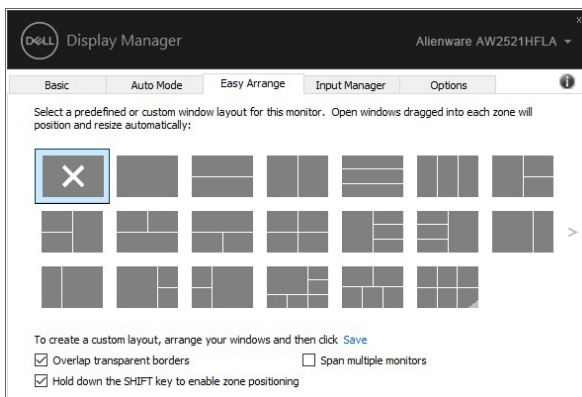 DELL Display Manager Alienware AW2521HFLA
Basic Auto Mode Easy Arrange Input Manager Options
Select a predefined or custom window layout for this monitor. Open windows dragged into each zone will
position and resize automatically:
To create a custom layout, arrange your windows and then click Save
Overlap transparent borders Span multiple monitors
Hold down the SHIFT key to enable zone positioning